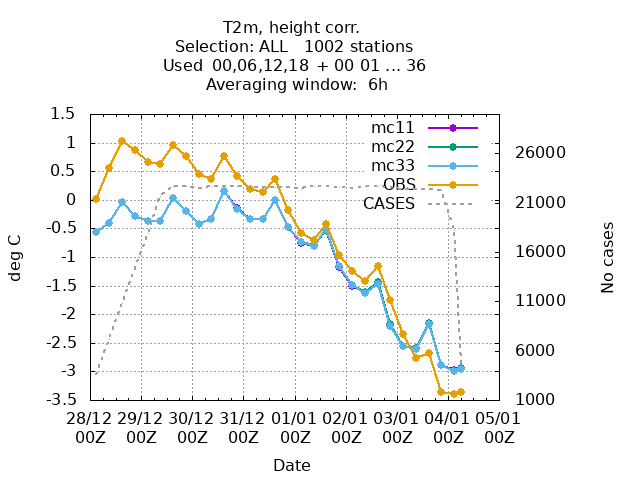 T2m, height corr.
Selection: ALL   1002 stations
Used  00,06,12,18 + 00 01 ... 36
Averaging window:  6h
1.5
1
0.5
0
-0.5
-1
-1.5
-2
-2.5
-3
-3.5
deg C
mc11
mc22
mc33
OBS
CASES
26000
21000
16000
11000
6000
1000
No cases
28/12 29/12 30/12 31/12 01/01 02/01 03/01 04/01 05/01
00Z 00Z 00Z 00Z 00Z 00Z 00Z 00Z 00Z
Date